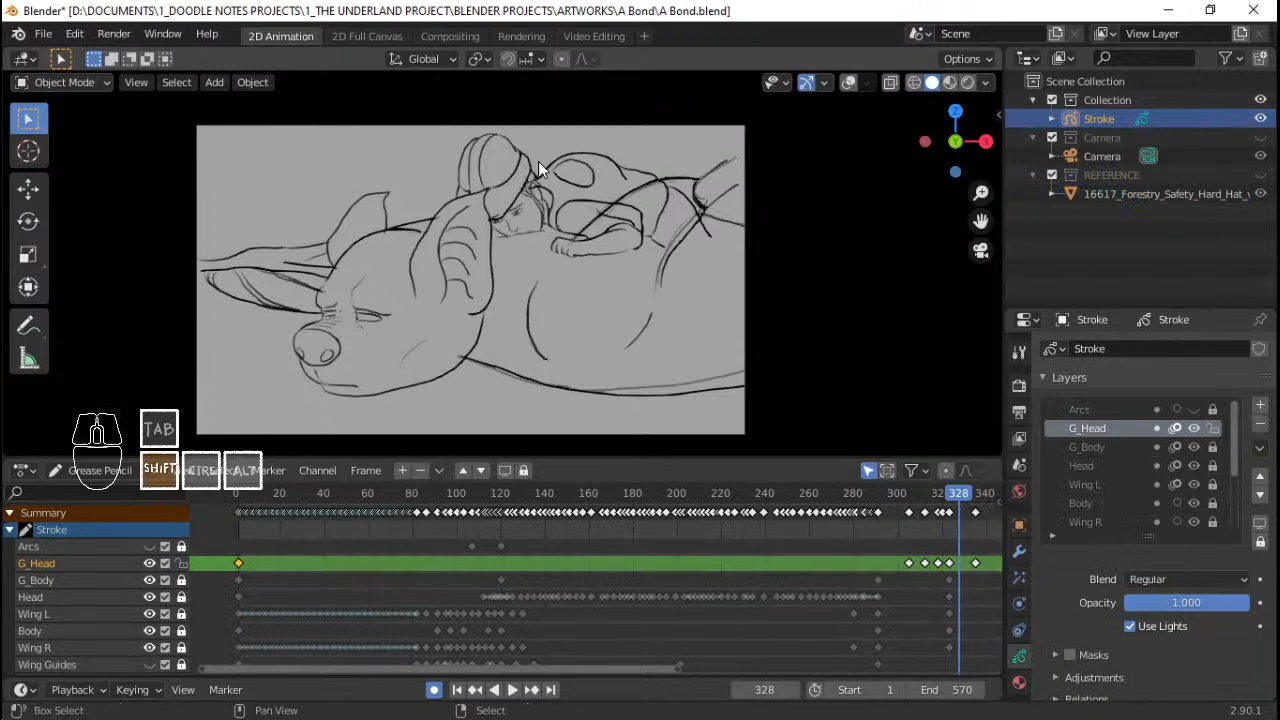 Blender* [D:\DOCUMENTS\1_DOODLE NOTES PROJECTS\1_THE UNDERLAND PROJECT\BLENDER PROJECTS\ARTWORKS\A Bond\A Bond.blend]
File Edit Render Window Help 2D Animation 2D Full Canvas Compositing Rendering Video Editing Scene View Layer
Global Options
Object Mode View Select Add Object
Scene Collection
Collection
Stroke
Camera
Camera
REFERENCE
16617_Forestry_Safety_Hard_Hat_v
Z
Y X
Stroke Stroke
Stroke
Layers
Arcs
G_Head
G_Body
Head
Wing L
Body
Wing R
Blend Regular
Opacity 1.000
Use Lights
Masks
Adjustments
Relations
TAB
SHIFT CTRL ALT
Grease Pencil Marker Channel Frame
0 20 40 60 80 100 120 140 160 180 200 220 240 260 280 300 328 340
Summary
Stroke
Arcs
G_Head
G_Body
Head
Wing L
Body
Wing R
Wing Guides
Playback Keying View Marker 328 Start 1 End 570
Box Select Pan View Select 2.90.1